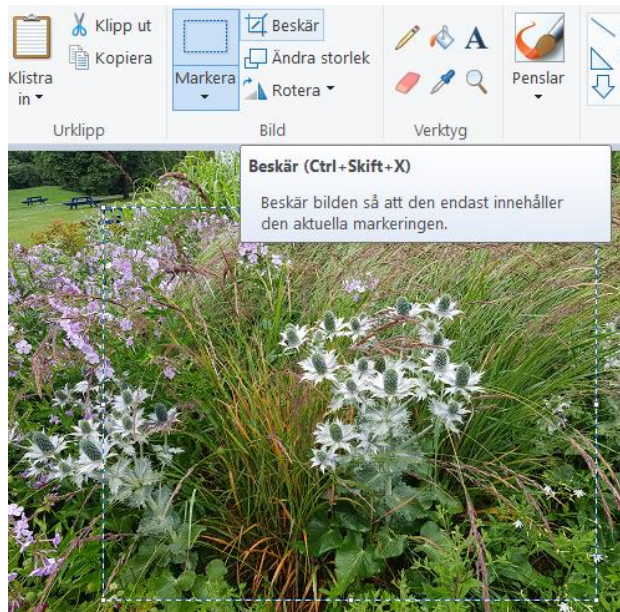 Klistra in
Klipp ut
Kopiera
Urklipp
Markera
Beskär
Ändra storlek
Rotera
Bild
A
Verktyg
Penslar
Beskär (Ctrl+Skift+X)
Beskär bilden så att den endast innehåller
den aktuella markeringen.